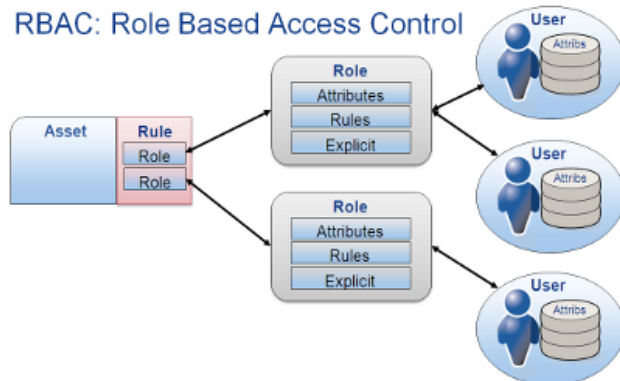 RBAC: Role Based Access Control
Asset
Rule
Role
Role
Role
Attributes
Rules
Explicit
Role
Attributes
Rules
Explicit
User
Attribs
User
Attribs
User
Attribs